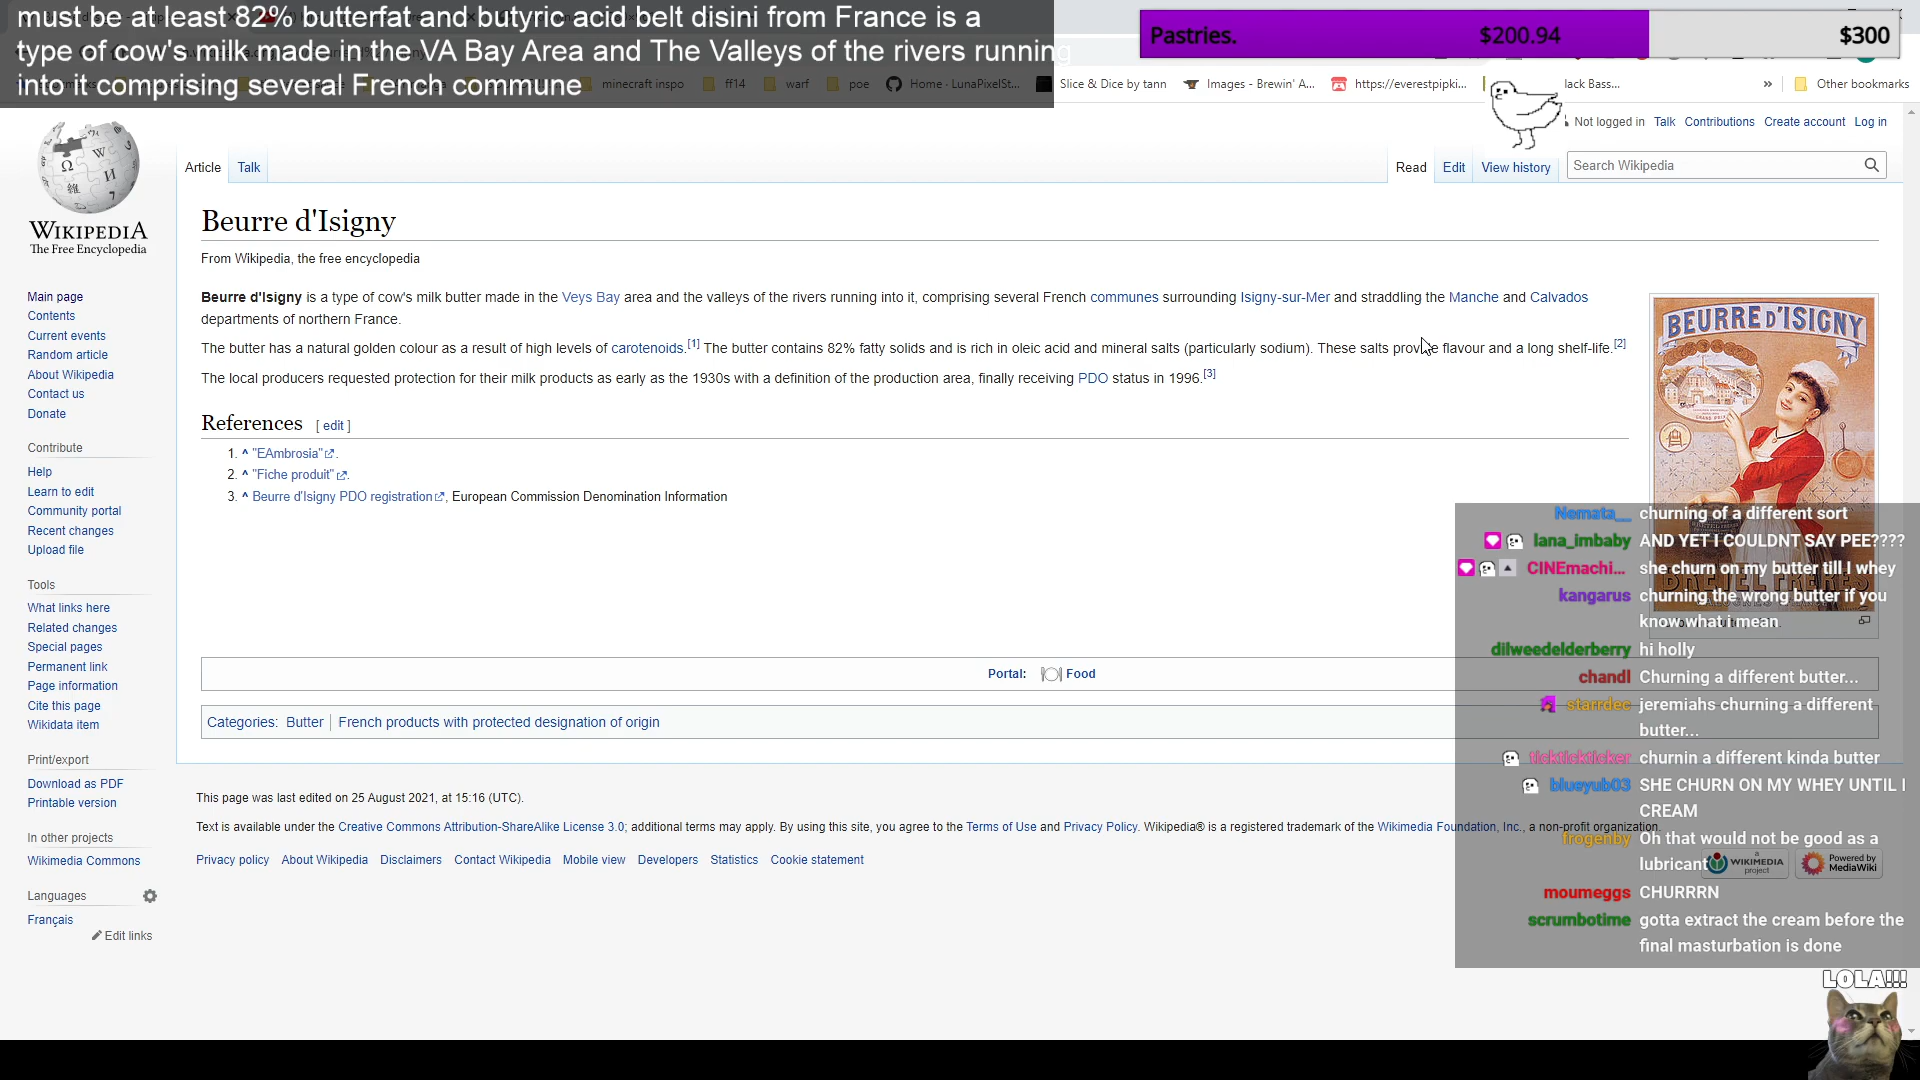 must be at least 82% butterfat and butyric acid belt disini from France is a
type of cow's milk made in the VA Bay Area and The Valleys of the rivers running
into it comprising several French commune
Pastries.
$200.94
$300
minecraft inspo
ff14
warf
poe
Home - LunaPixelSt...
Slice & Dice by tann
Images - Brewin' A...
https://everestpipki...
lack Bass...
»
Other bookmarks
Not logged in
Talk
Contributions
Create account
Log in
Article
Talk
Read
Edit
View history
Search Wikipedia
WIKIPEDIA
The Free Encyclopedia
Beurre d'Isigny
From Wikipedia, the free encyclopedia
Beurre d'Isigny is a type of cow's milk butter made in the Veys Bay area and the valleys of the rivers running into it, comprising several French communes surrounding Isigny-sur-Mer and straddling the Manche and Calvados
departments of northern France.
The butter has a natural golden colour as a result of high levels of carotenoids.[1] The butter contains 82% fatty solids and is rich in oleic acid and mineral salts (particularly sodium). These salts provide flavour and a long shelf-life.[2]
The local producers requested protection for their milk products as early as the 1930s with a definition of the production area, finally receiving PDO status in 1996.[3]
References [ edit ]
1. ^ "EAmbrosia".
2. ^ "Fiche produit".
3. ^ Beurre d'Isigny PDO registration, European Commission Denomination Information
Portal: Food
Categories: Butter | French products with protected designation of origin
This page was last edited on 25 August 2021, at 15:16 (UTC).
Text is available under the Creative Commons Attribution-ShareAlike License 3.0; additional terms may apply. By using this site, you agree to the Terms of Use and Privacy Policy. Wikipedia® is a registered trademark of the Wikimedia Foundation, Inc., a non-profit organization.
Privacy policy
About Wikipedia
Disclaimers
Contact Wikipedia
Mobile view
Developers
Statistics
Cookie statement
Main page
Contents
Current events
Random article
About Wikipedia
Contact us
Donate
Contribute
Help
Learn to edit
Community portal
Recent changes
Upload file
Tools
What links here
Related changes
Special pages
Permanent link
Page information
Cite this page
Wikidata item
Print/export
Download as PDF
Printable version
In other projects
Wikimedia Commons
Languages
Français
Edit links
BEURRE D'ISIGNY
BRETEL FRERES
Nemata__ churning of a different sort
lana_imbaby AND YET I COULDNT SAY PEE????
CINEmachi... she churn on my butter till I whey
kangarus churning the wrong butter if you
know what i mean
dilweedelderberry hi holly
chandl Churning a different butter...
starrdec jeremiahs churning a different
butter...
ticktickticker churnin a different kinda butter
blueyub03 SHE CHURN ON MY WHEY UNTIL I
CREAM
frogenby Oh that would not be good as a
lubricant
moumeggs CHURRRN
scrumbotime gotta extract the cream before the
final masturbation is done
a
WIKIMEDIA
project
Powered by
MediaWiki
LOLA!!!